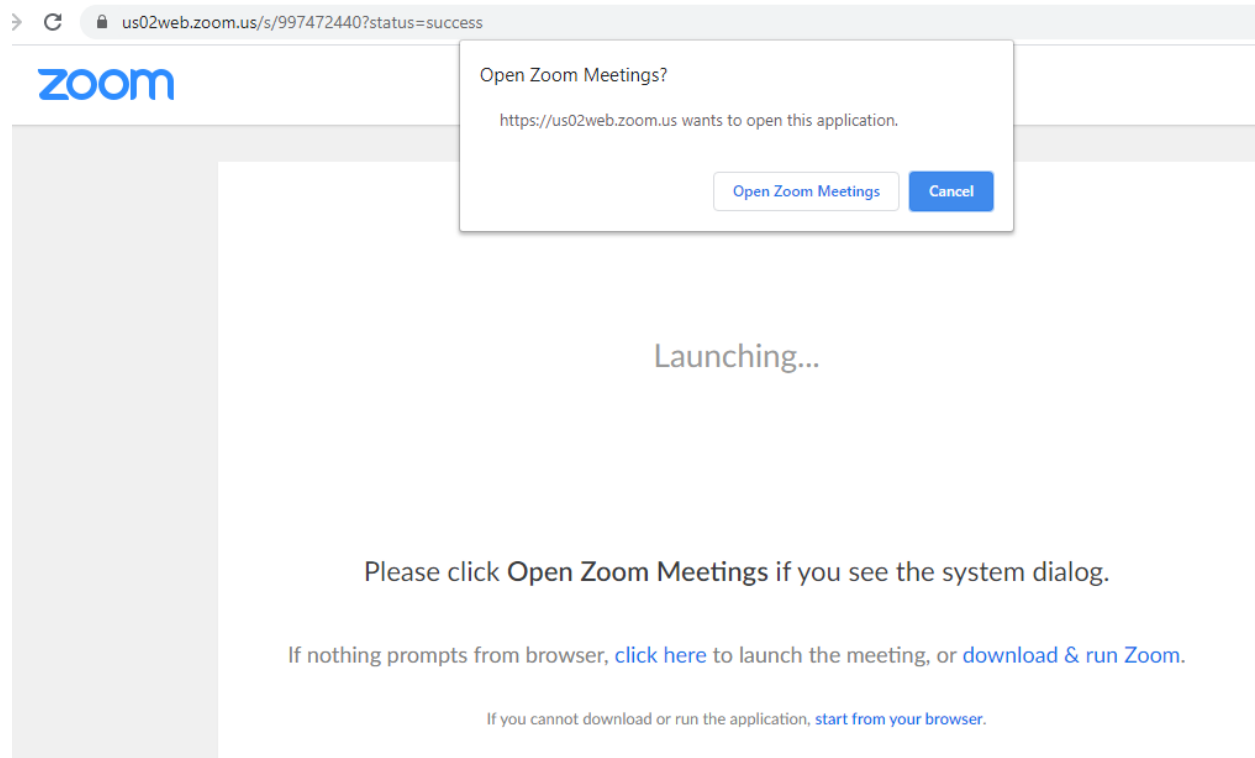 us02web.zoom.us/s/997472440?status=success
zoom
Open Zoom Meetings?
https://us02web.zoom.us wants to open this application.
Open Zoom Meetings Cancel
Launching...
Please click Open Zoom Meetings if you see the system dialog.
If nothing prompts from browser, click here to launch the meeting, or download & run Zoom.
If you cannot download or run the application, start from your browser.